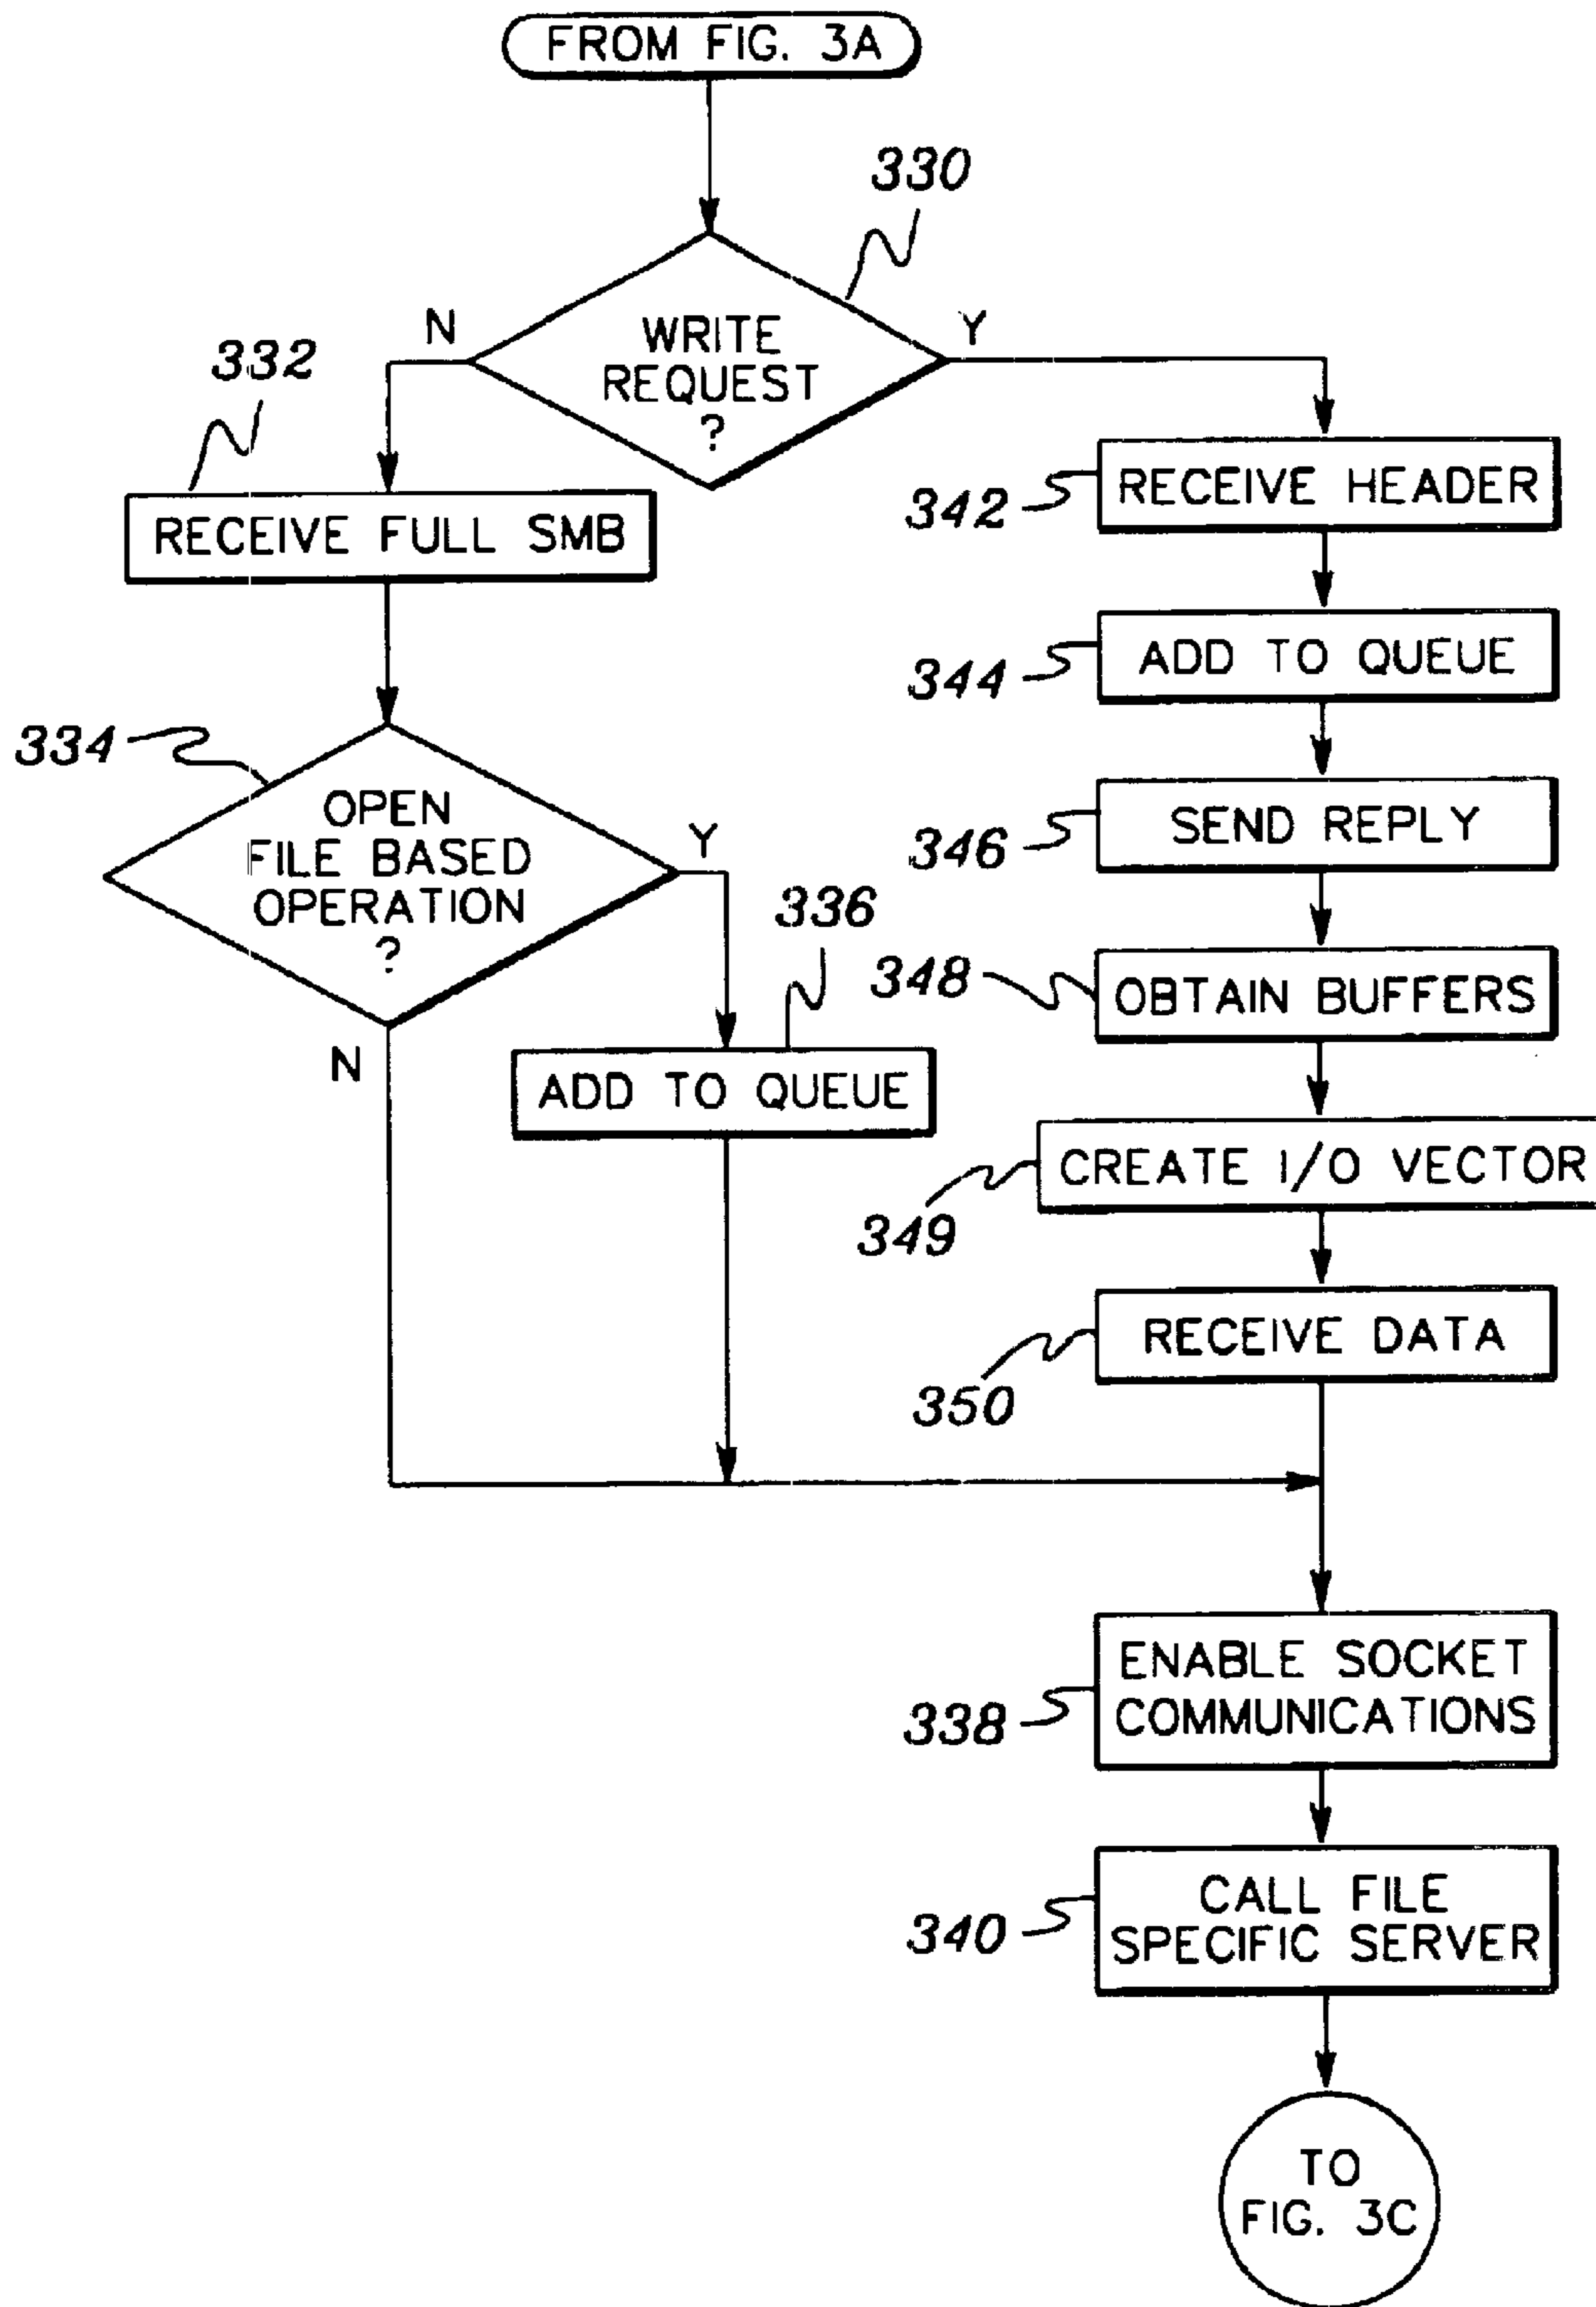 FROM FIG. 3A
330
N
Y
WRITE
REQUEST
?
332
RECEIVE FULL SMB
342
RECEIVE HEADER
344
ADD TO QUEUE
334
OPEN
FILE BASED
OPERATION
?
Y
N
336
ADD TO QUEUE
346
SEND REPLY
348
OBTAIN BUFFERS
349
CREATE I/O VECTOR
350
RECEIVE DATA
338
ENABLE SOCKET
COMMUNICATIONS
340
CALL FILE
SPECIFIC SERVER
TO
FIG. 3C